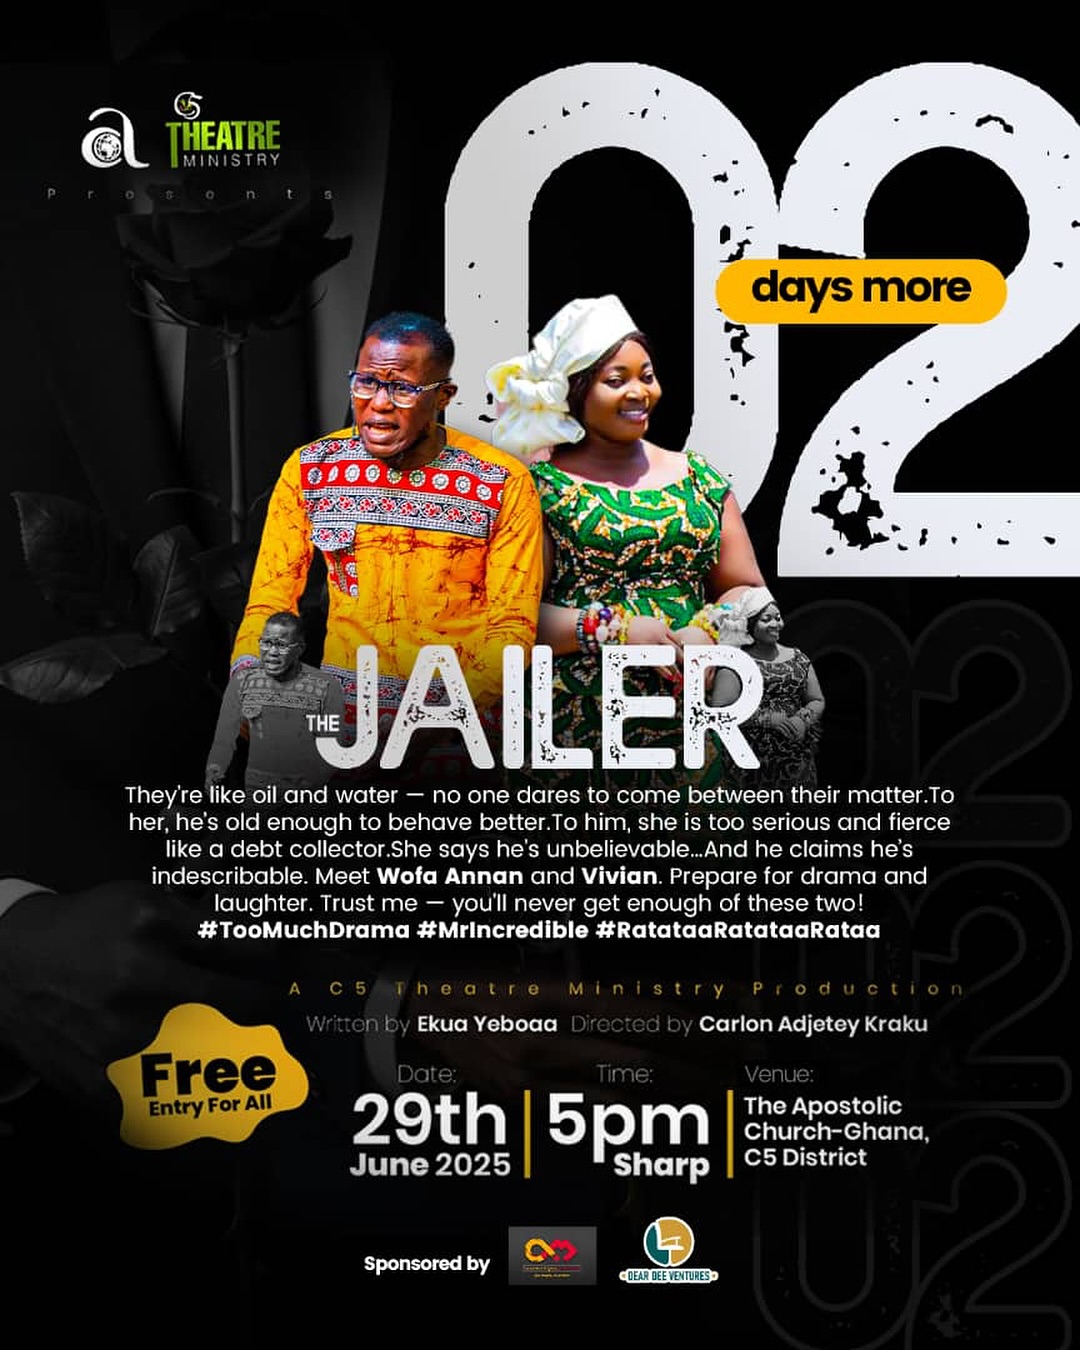 a
C5
THEATRE
MINISTRY
Presents
02
days more
THE JAILER
They're like oil and water — no one dares to come between their matter.To
her, he's old enough to behave better.To him, she is too serious and fierce
like a debt collector.She says he's unbelievable...And he claims he's
indescribable. Meet Wofa Annan and Vivian. Prepare for drama and
laughter. Trust me — you'll never get enough of these two!
#TooMuchDrama #MrIncredible #RatataaRatataaRataa
A C5 Theatre Ministry Production
Written by Ekua Yeboaa Directed by Carlon Adjetey Kraku
Free
Entry For All
Date:
29th
June 2025
Time:
5pm
Sharp
Venue:
The Apostolic
Church-Ghana,
C5 District
Sponsored by
DEAR DEE VENTURES
02
02
02